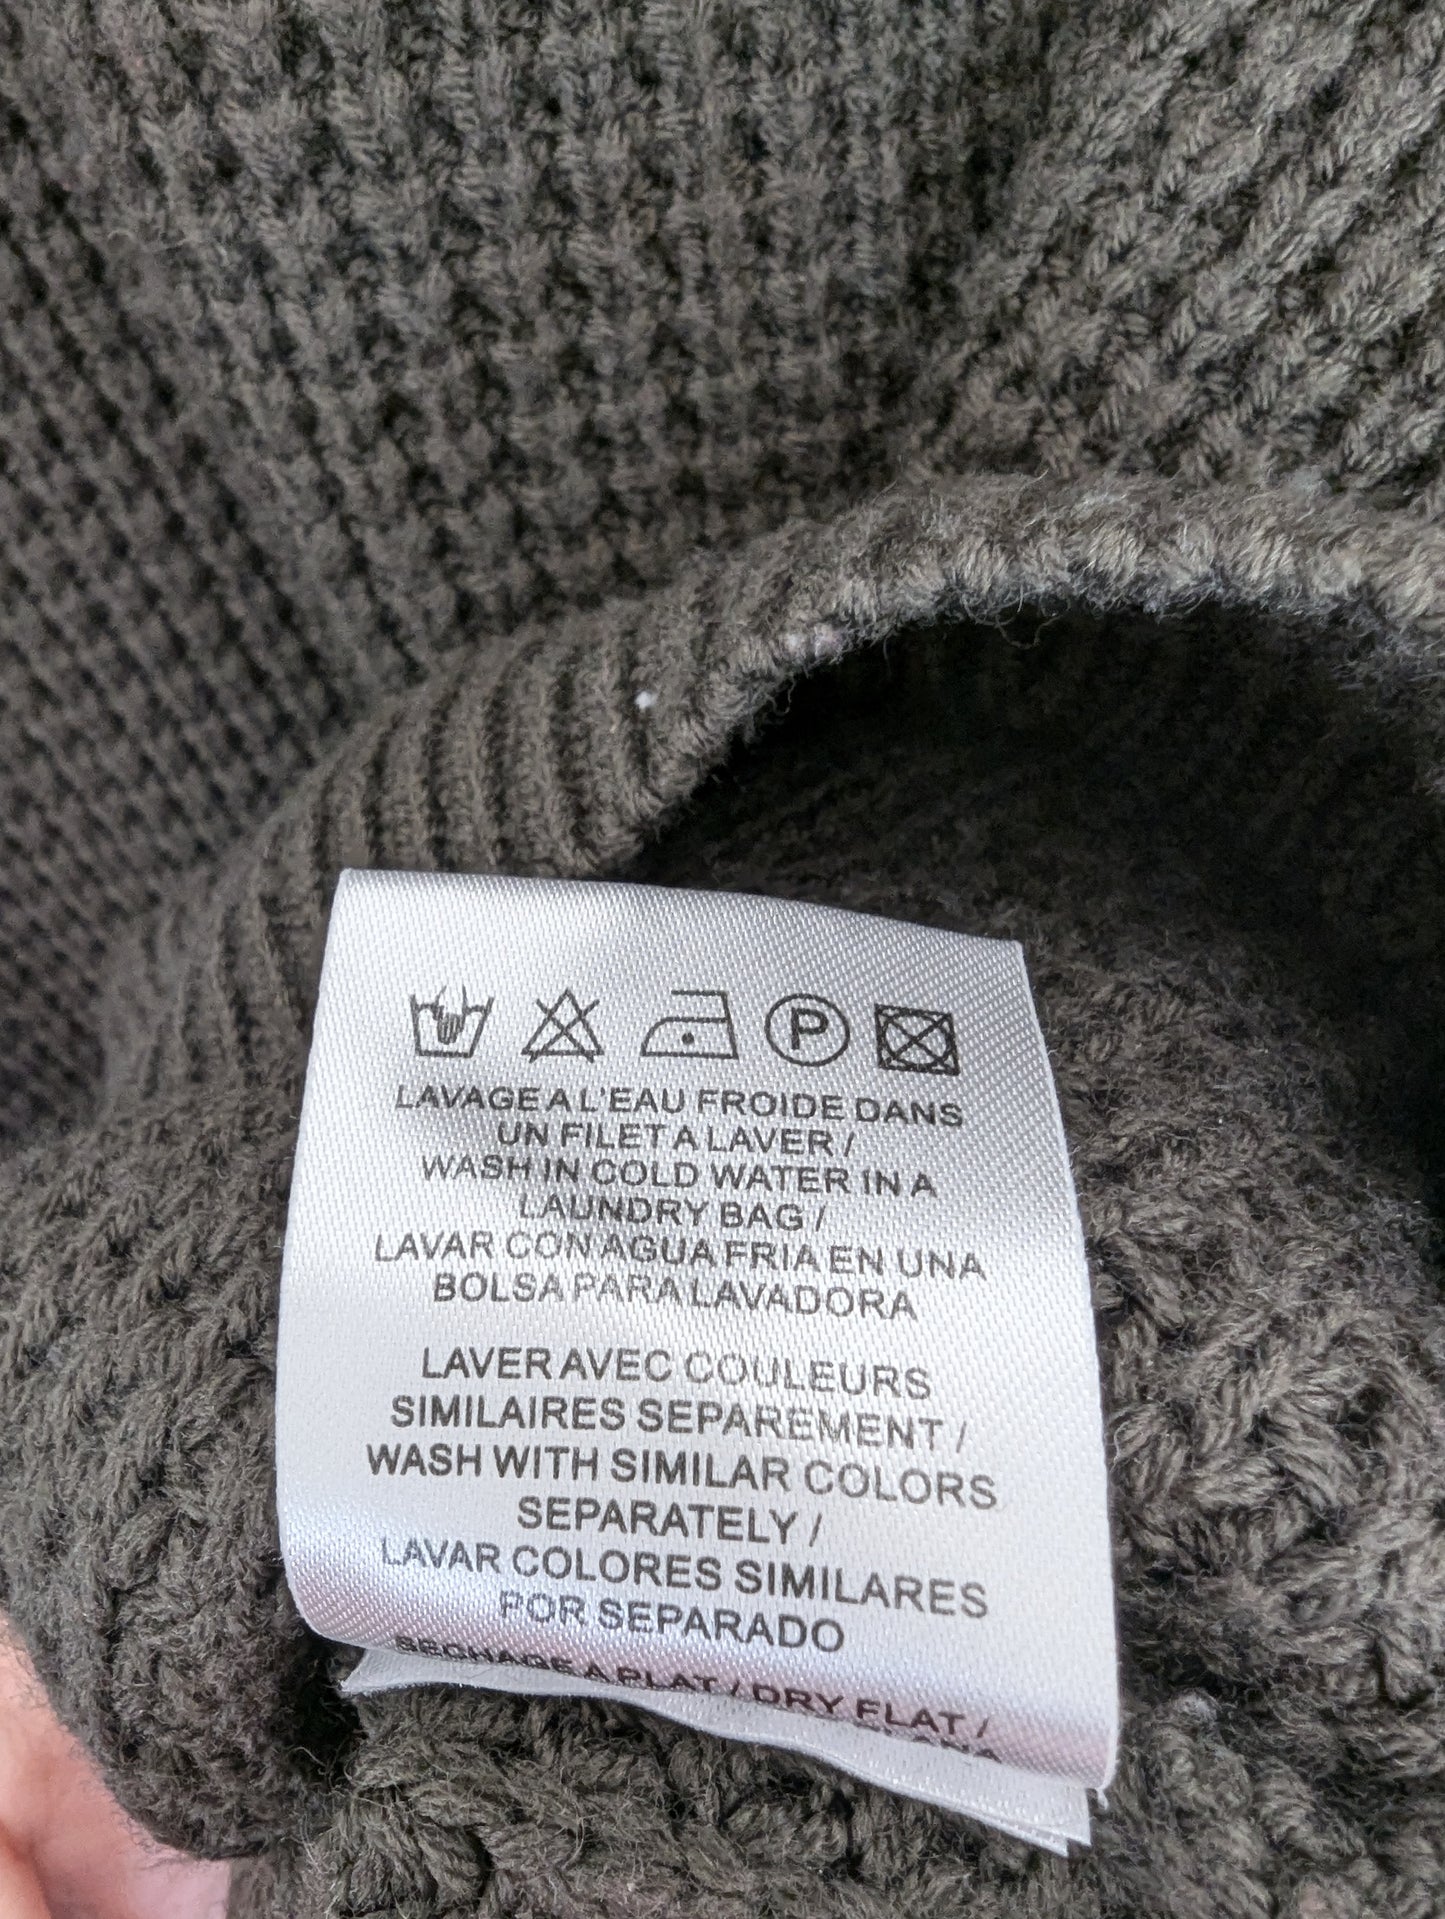 P
LAVAGE A L'EAU FROIDE DANS
UN FILET A LAVER /
WASH IN COLD WATER IN A
LAUNDRY BAG /
LAVAR CON AGUA FRIA EN UNA
BOLSA PARA LAVADORA
LAVER AVEC COULEURS
SIMILAIRES SEPAREMENT /
WASH WITH SIMILAR COLORS
SEPARATELY /
LAVAR COLORES SIMILARES
POR SEPARADO
SECHAGE A PLAT / DRY FLAT /